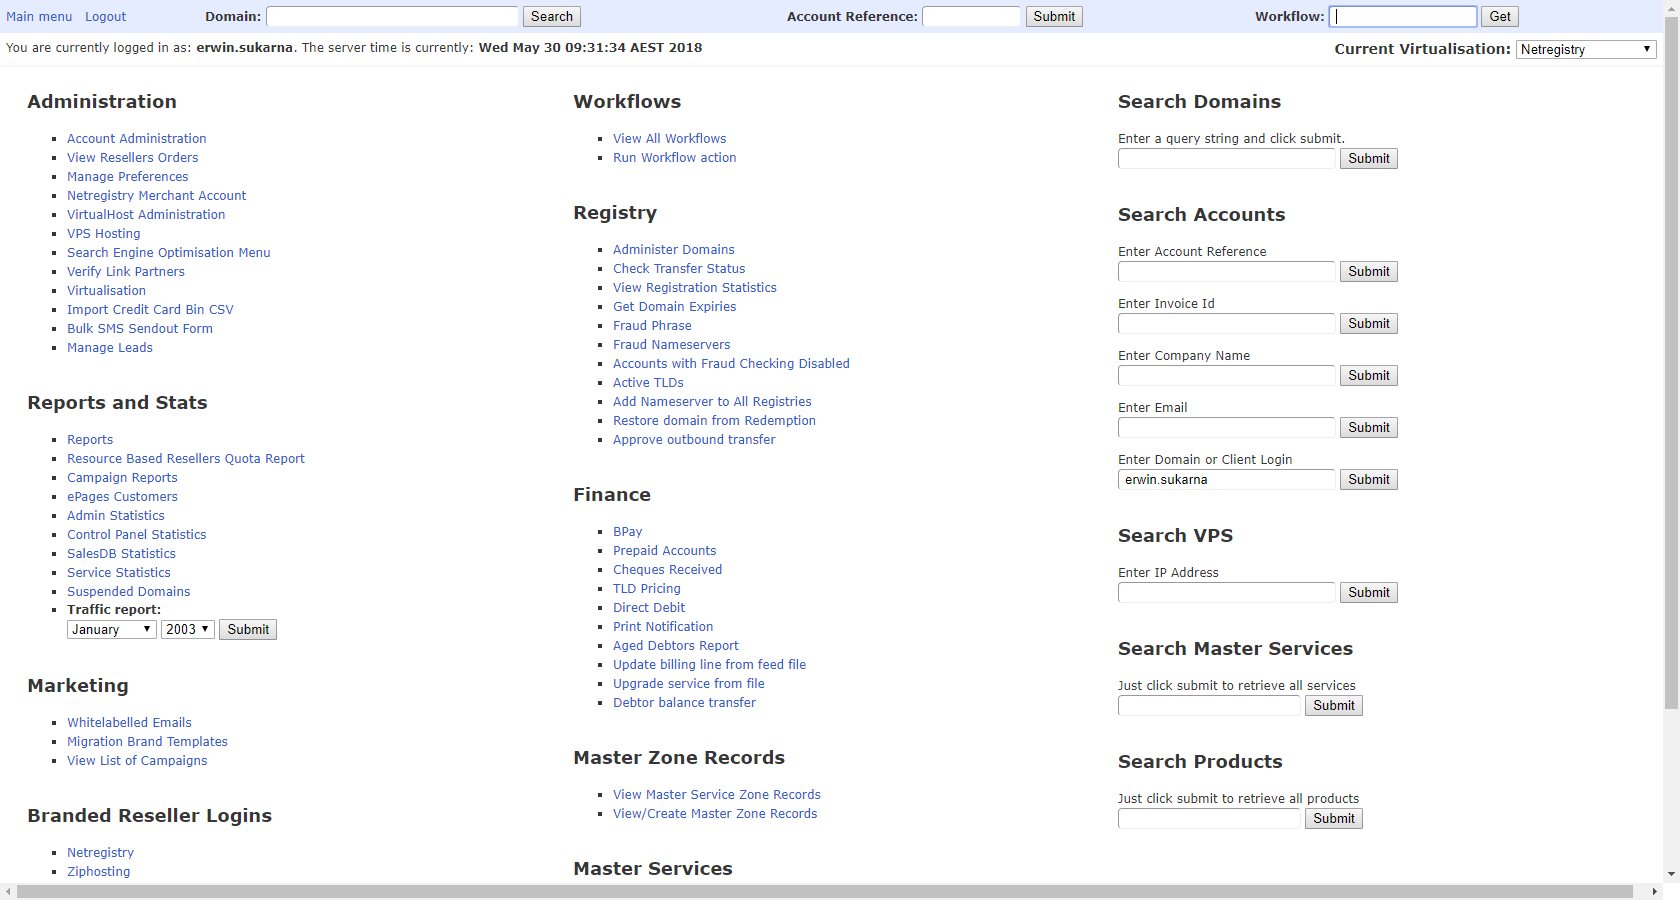 Main menu Logout Domain: Search Account Reference: Submit Workflow: Get
You are currently logged in as: erwin.sukarna. The server time is currently: Wed May 30 09:31:34 AEST 2018 Current Virtualisation: Netregistry
Administration
Account Administration
View Resellers Orders
Manage Preferences
Netregistry Merchant Account
VirtualHost Administration
VPS Hosting
Search Engine Optimisation Menu
Verify Link Partners
Virtualisation
Import Credit Card Bin CSV
Bulk SMS Sendout Form
Manage Leads
Reports and Stats
Reports
Resource Based Resellers Quota Report
Campaign Reports
ePages Customers
Admin Statistics
Control Panel Statistics
SalesDB Statistics
Service Statistics
Suspended Domains
Traffic report:
January 2003 Submit
Marketing
Whitelabelled Emails
Migration Brand Templates
View List of Campaigns
Branded Reseller Logins
Netregistry
Ziphosting
Workflows
View All Workflows
Run Workflow action
Registry
Administer Domains
Check Transfer Status
View Registration Statistics
Get Domain Expiries
Fraud Phrase
Fraud Nameservers
Accounts with Fraud Checking Disabled
Active TLDs
Add Nameserver to All Registries
Restore domain from Redemption
Approve outbound transfer
Finance
BPay
Prepaid Accounts
Cheques Received
TLD Pricing
Direct Debit
Print Notification
Aged Debtors Report
Update billing line from feed file
Upgrade service from file
Debtor balance transfer
Master Zone Records
View Master Service Zone Records
View/Create Master Zone Records
Master Services
Search Domains
Enter a query string and click submit.
Submit
Search Accounts
Enter Account Reference
Submit
Enter Invoice Id
Submit
Enter Company Name
Submit
Enter Email
Submit
Enter Domain or Client Login
erwin.sukarna Submit
Search VPS
Enter IP Address
Submit
Search Master Services
Just click submit to retrieve all services
Submit
Search Products
Just click submit to retrieve all products
Submit